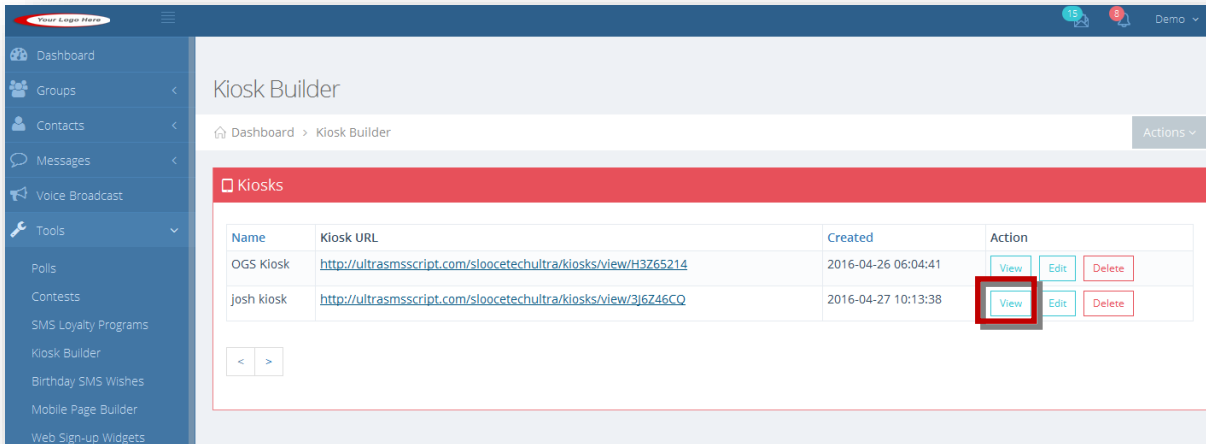 Your Logo Here
15
8
Demo
Dashboard
Groups
Contacts
Messages
Voice Broadcast
Tools
Polls
Contests
SMS Loyalty Programs
Kiosk Builder
Birthday SMS Wishes
Mobile Page Builder
Web Sign-up Widgets
Kiosk Builder
Dashboard > Kiosk Builder
Actions
Kiosks
Name Kiosk URL Created Action
OGS Kiosk http://ultrasmsscript.com/sloocetechultra/kiosks/view/H3Z65214 2016-04-26 06:04:41 View Edit Delete
josh kiosk http://ultrasmsscript.com/sloocetechultra/kiosks/view/3J6Z46CQ 2016-04-27 10:13:38 View Edit Delete
< >